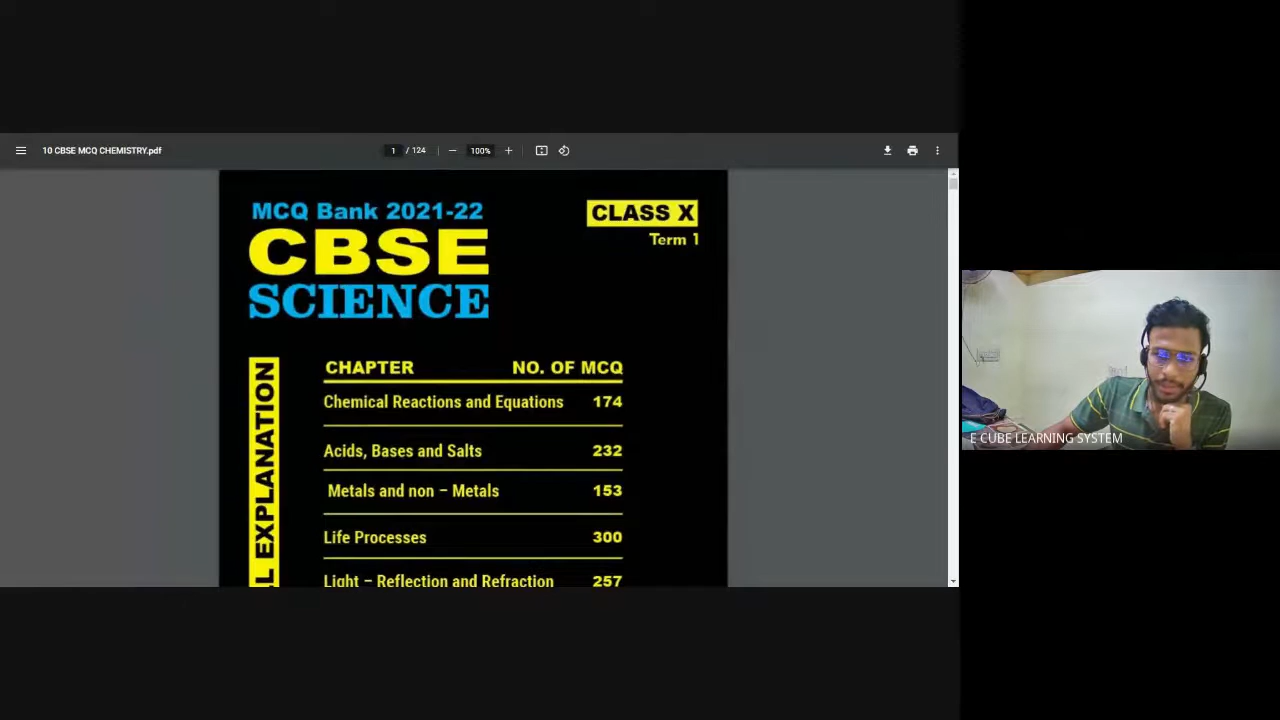 10 CBSE MCQ CHEMISTRY.pdf
1 / 124
100%
MCQ Bank 2021-22
CLASS X
CBSE
Term 1
SCIENCE
EXPLANATION
CHAPTER NO. OF MCQ
Chemical Reactions and Equations 174
Acids, Bases and Salts 232
Metals and non – Metals 153
Life Processes 300
Light – Reflection and Refraction 257
E CUBE LEARNING SYSTEM